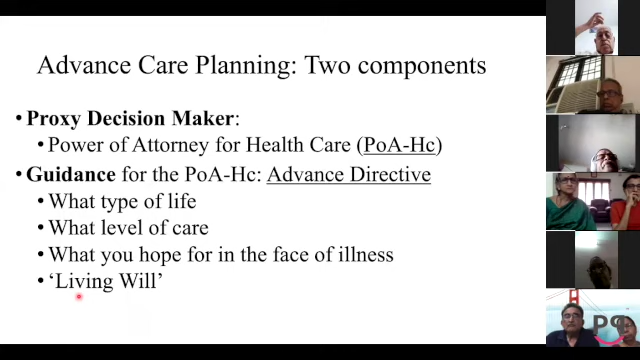 Advance Care Planning: Two components
• Proxy Decision Maker:
• Power of Attorney for Health Care (PoA-Hc)
• Guidance for the PoA-Hc: Advance Directive
• What type of life
• What level of care
• What you hope for in the face of illness
• ‘Living Will’